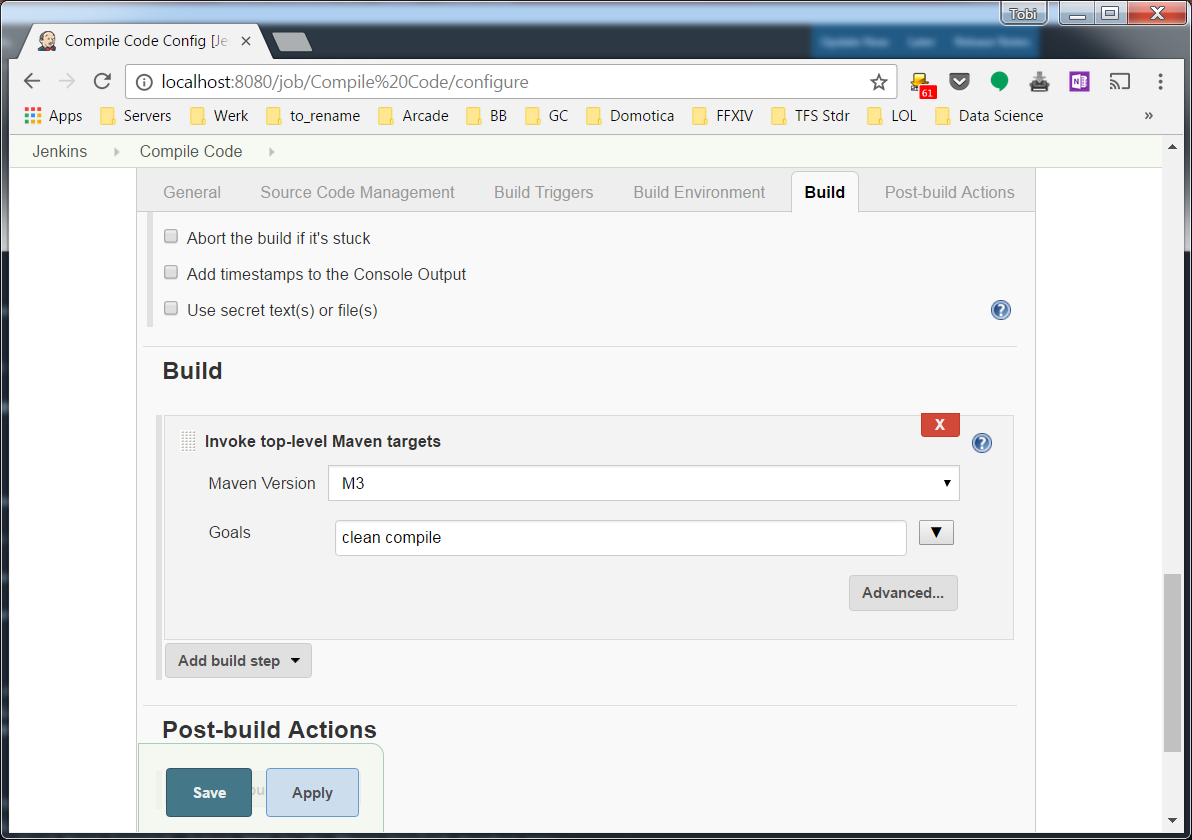 Tobi
Compile Code Config [Je
localhost:8080/job/Compile%20Code/configure
61
N
Apps Servers Werk to_rename Arcade BB GC Domotica FFXIV TFS Stdr LOL Data Science »
Jenkins Compile Code
General Source Code Management Build Triggers Build Environment Build Post-build Actions
Abort the build if it's stuck
Add timestamps to the Console Output
Use secret text(s) or file(s) ?
Build
X
Invoke top-level Maven targets ?
Maven Version M3
Goals clean compile
Advanced...
Add build step
Post-build Actions
Save Apply